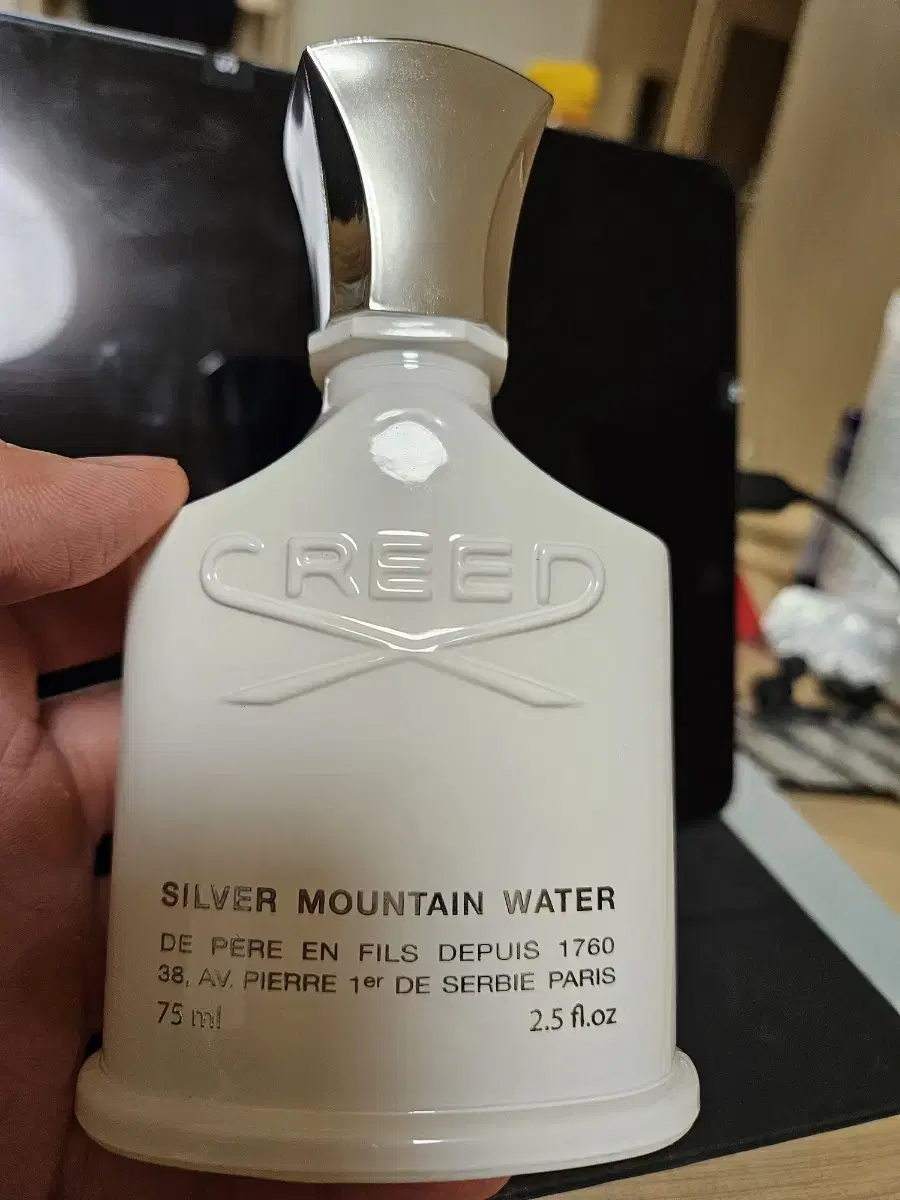 CREED
SILVER MOUNTAIN WATER
DE PÈRE EN FILS DEPUIS 1760
38, AV. PIERRE 1er DE SERBIE PARIS
75 ml 2.5 fl.oz